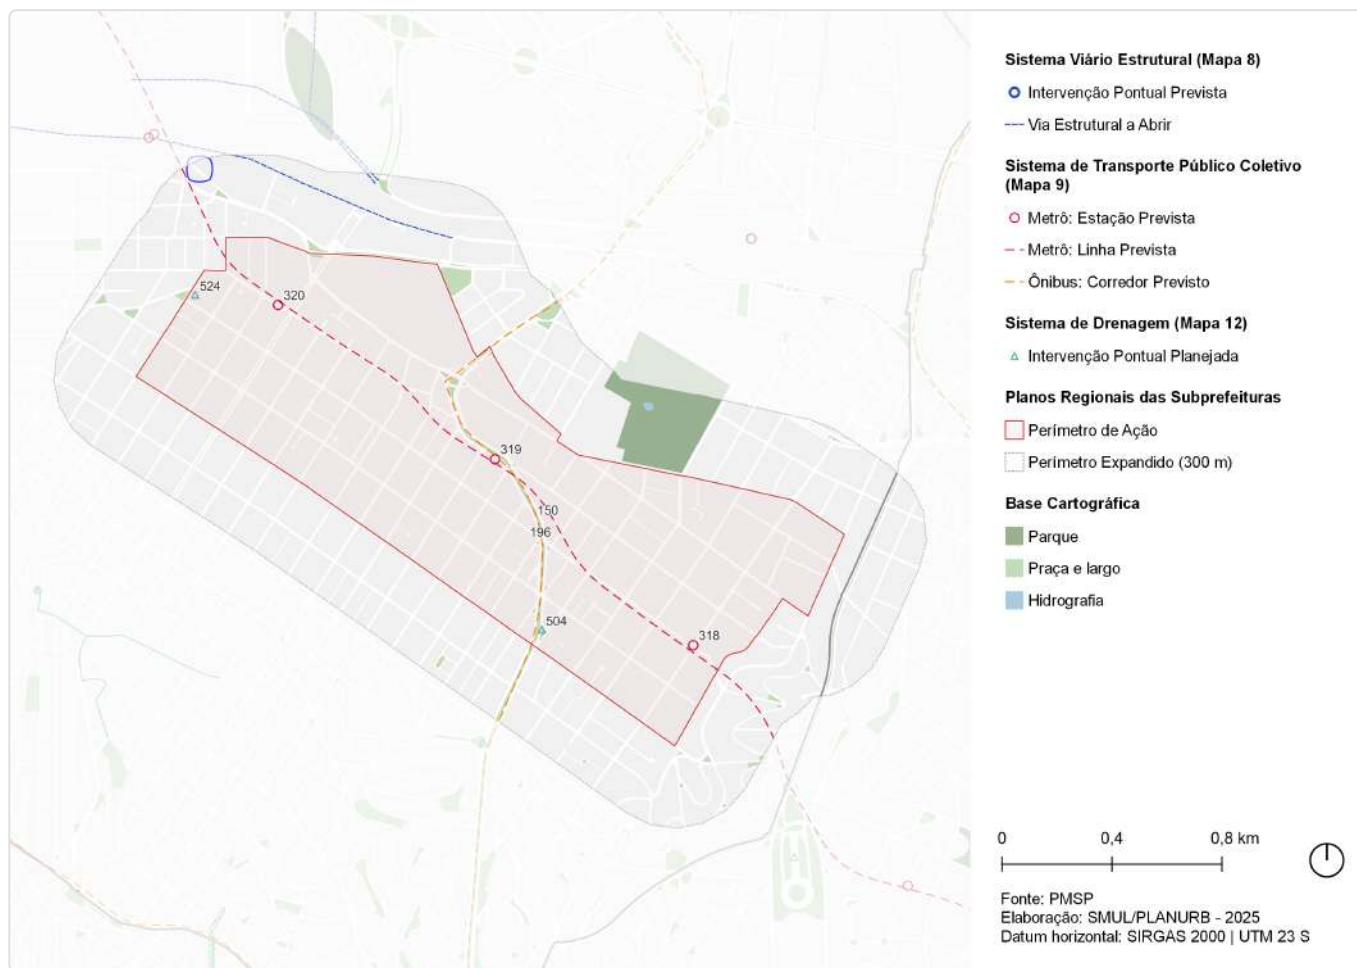 524
320
319
150
196
504
318
Sistema Viário Estrutural (Mapa 8)
Intervenção Pontual Prevista
Via Estrutural a Abrir
Sistema de Transporte Público Coletivo
(Mapa 9)
Metrô: Estação Prevista
Metrô: Linha Prevista
Ônibus: Corredor Previsto
Sistema de Drenagem (Mapa 12)
Intervenção Pontual Planejada
Planos Regionais das Subprefeituras
Perímetro de Ação
Perímetro Expandido (300 m)
Base Cartográfica
Parque
Praça e largo
Hidrografia
0 0,4 0,8 km
Fonte: PMSP
Elaboração: SMUL/PLANURB - 2025
Datum horizontal: SIRGAS 2000 | UTM 23 S